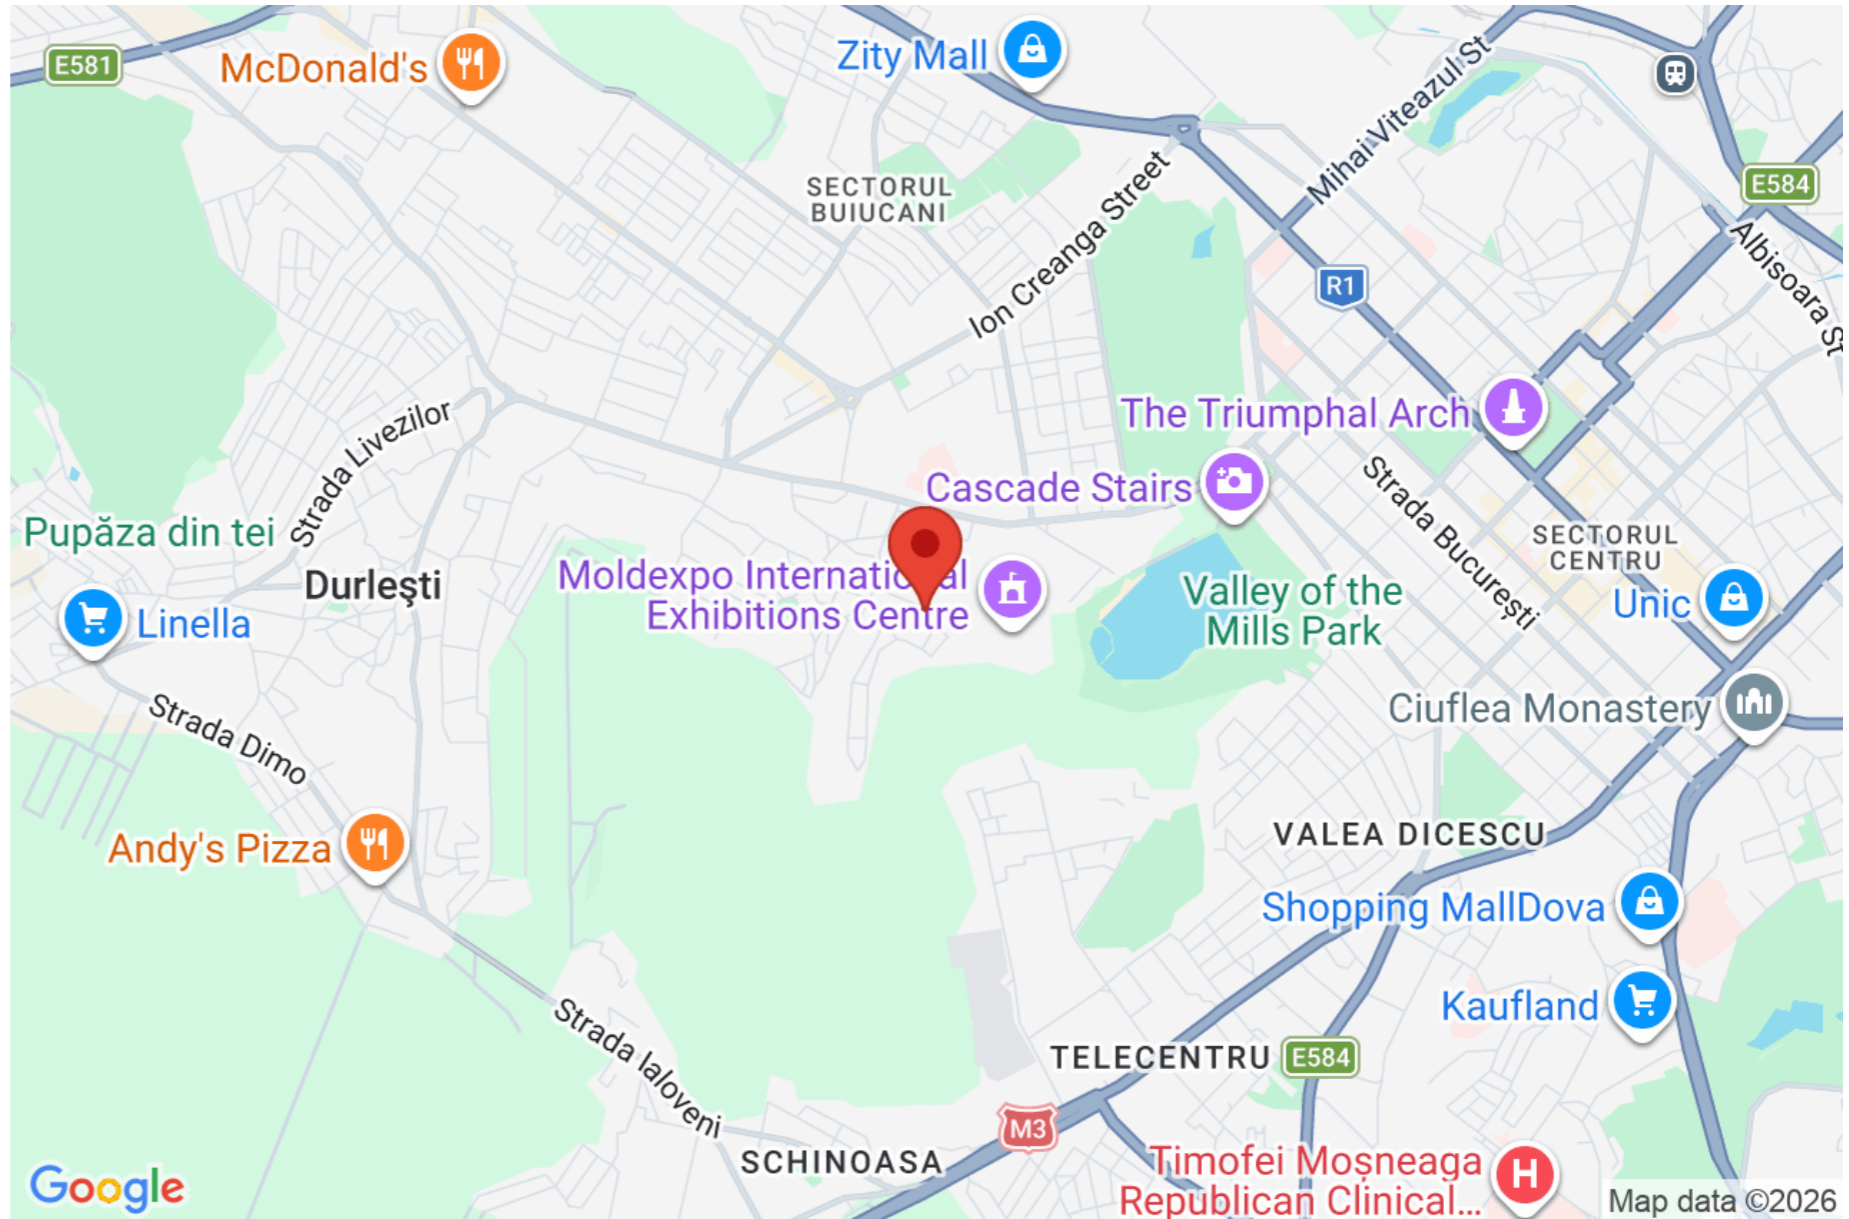 E581
McDonald's
Zity Mall
Mihai Viteazul St
E584
SECTORUL
BUIUCANI
Ion Creanga Street
Albisoara St
R1
Strada Livezilor
The Triumphal Arch
Cascade Stairs
Strada București
Pupăza din tei
SECTORUL
CENTRU
Durleşti
Moldexpo International
Exhibitions Centre
Valley of the
Mills Park
Unic
Linella
Strada Dimo
Ciuflea Monastery
Andy's Pizza
VALEA DICESCU
Shopping MallDova
Kaufland
Strada Ialoveni
TELECENTRU
E584
M3
SCHINOASA
Timofei Moșneaga
Republican Clinical...
H
Google
Map data ©2026